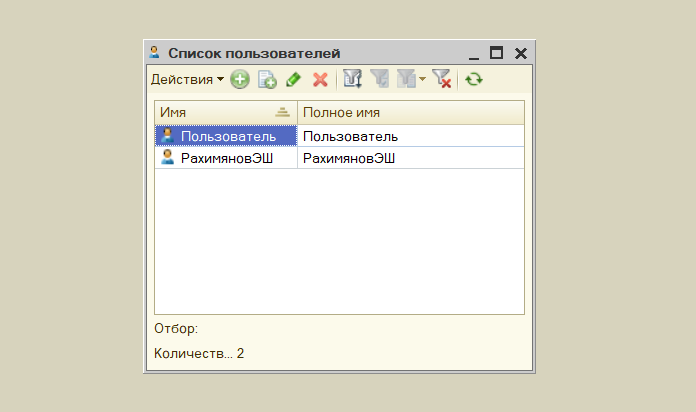 Список пользователей
Действия
Имя Полное имя
Пользователь Пользователь
РахимяновЭШ РахимяновЭШ
Отбор:
Количеств... 2